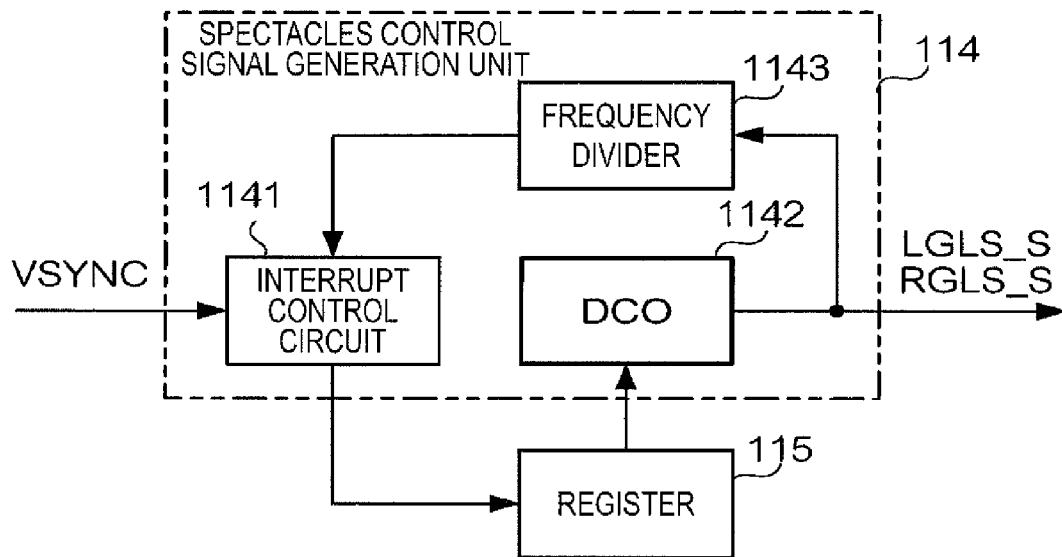 SPECTACLES CONTROL
SIGNAL GENERATION UNIT
114
1143
FREQUENCY
DIVIDER
1141
1142
VSYNC
INTERRUPT
CONTROL
CIRCUIT
DCO
LGLS_S
RGLS_S
115
REGISTER